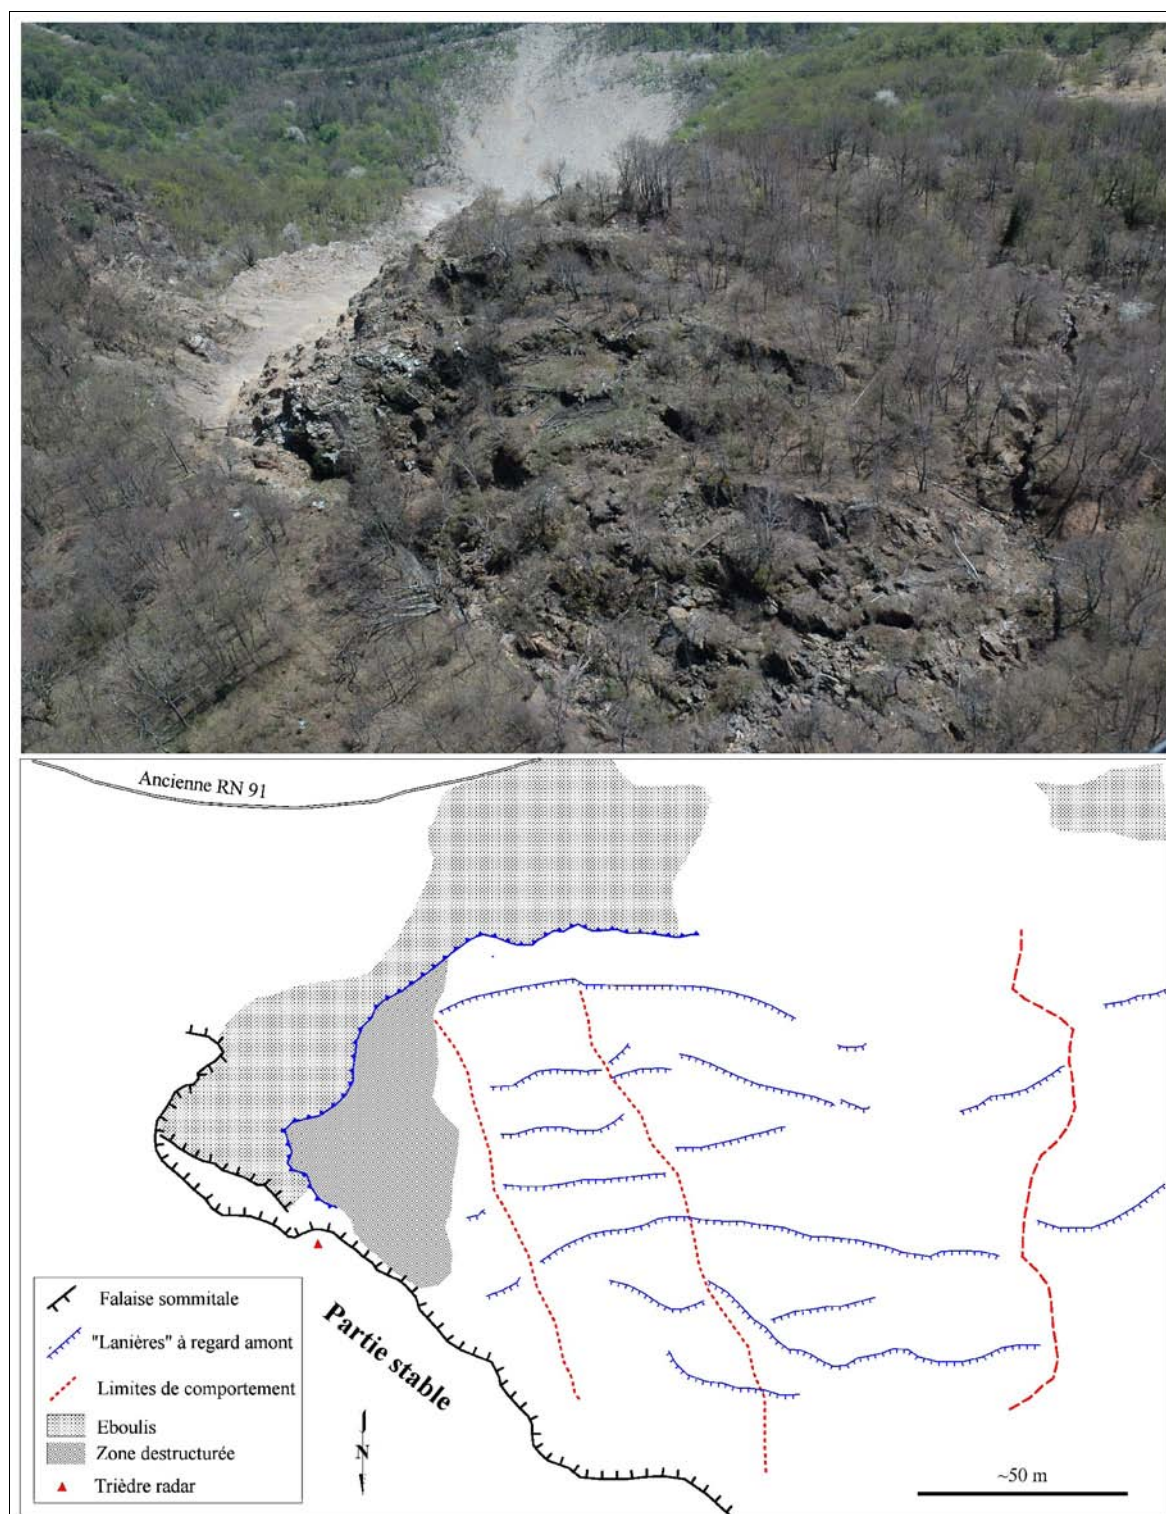 Ancienne RN 91
Partie stable
Falaise sommitale
"Lanières" à regard amont
Limites de comportement
Eboulis
Zone destructurée
Trièdre radar
N
~50 m